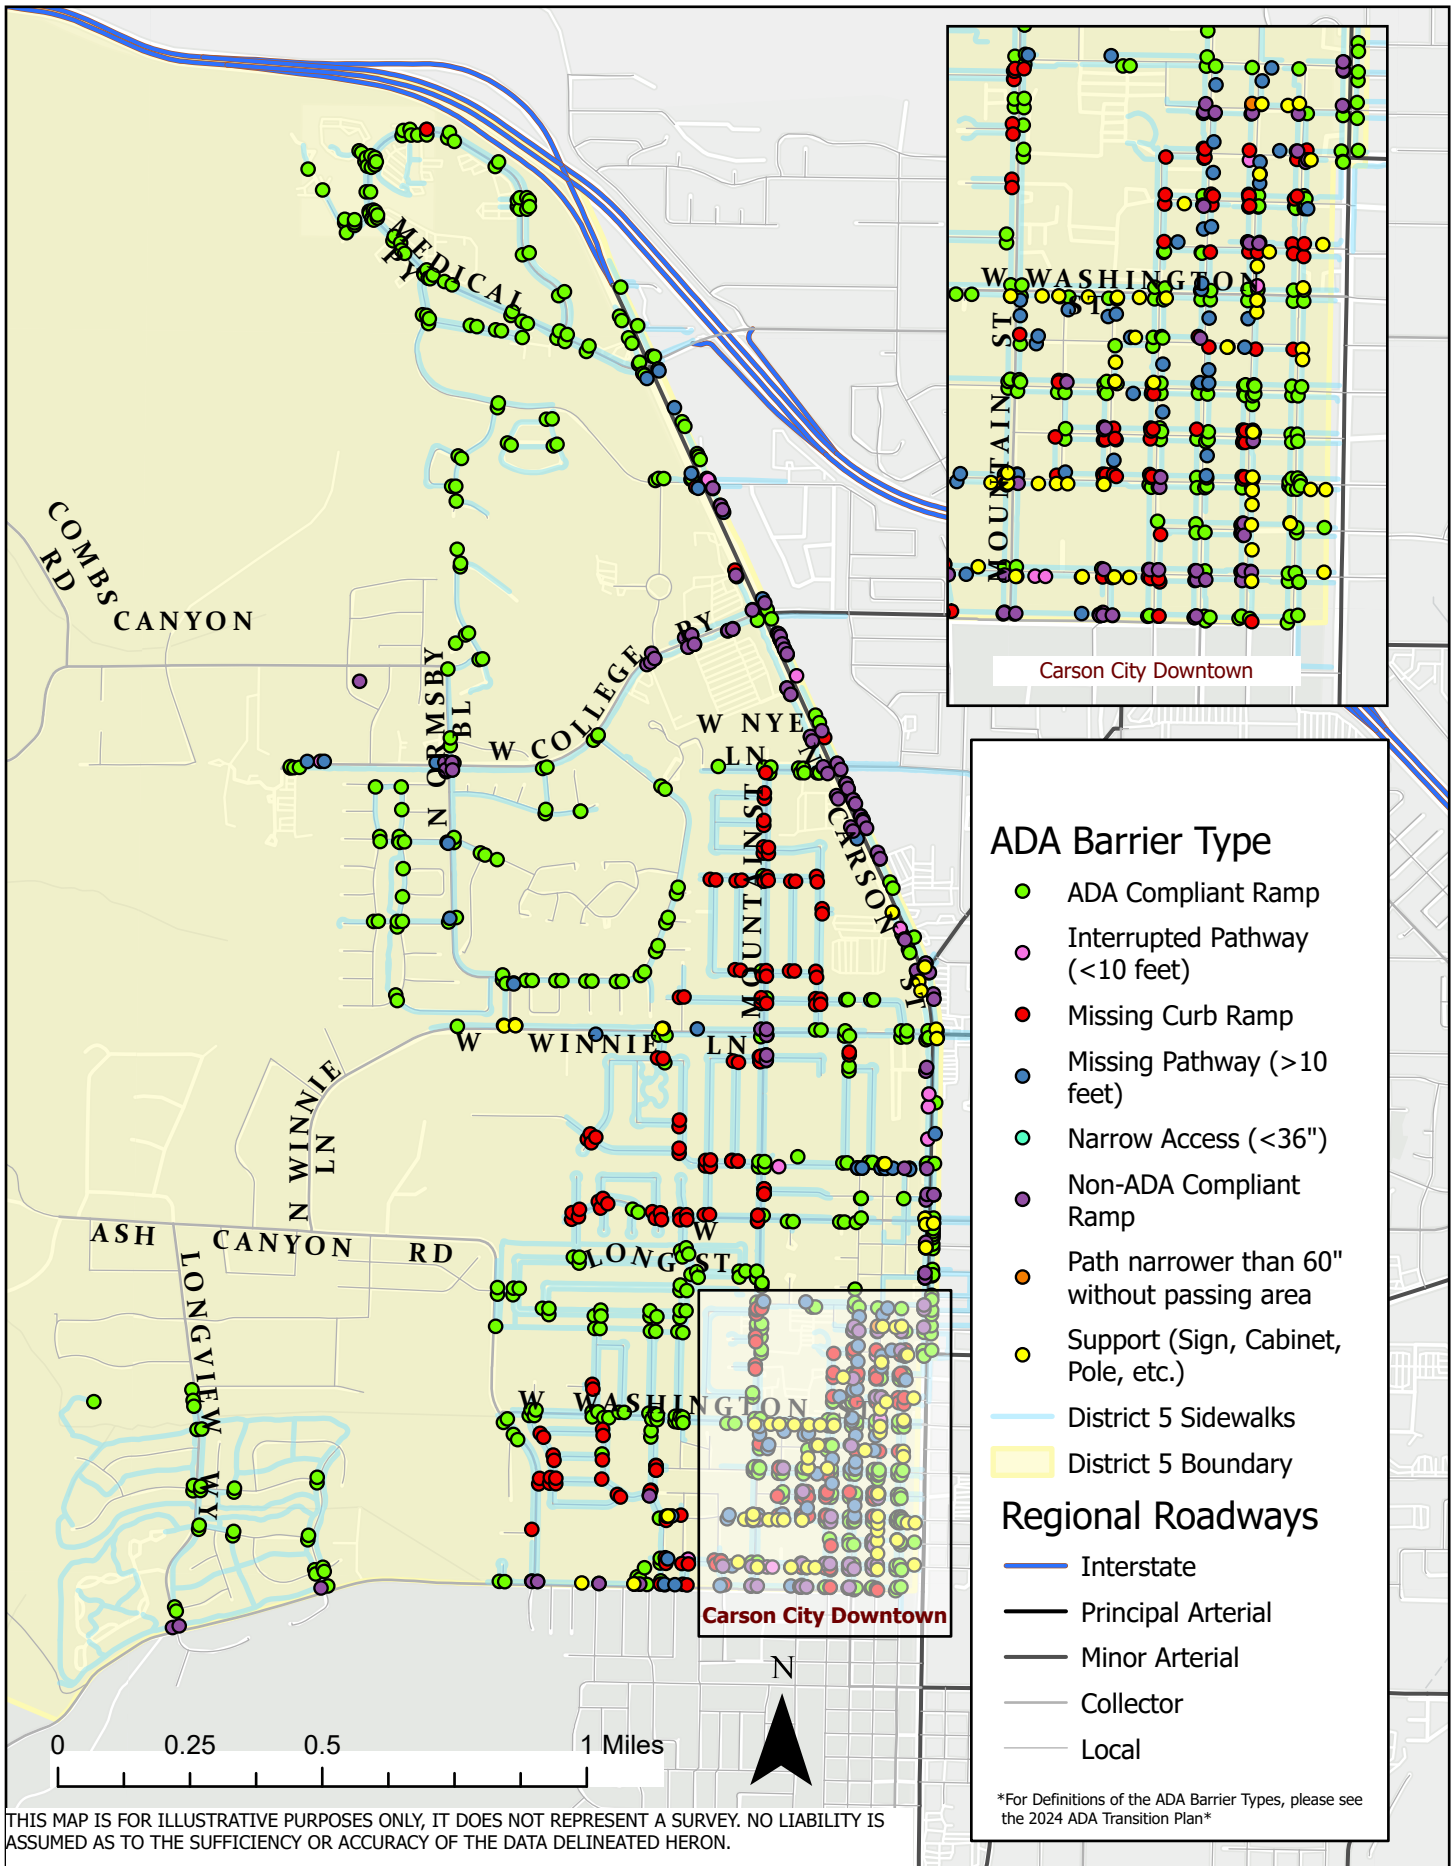 MEDICAL
PY
COMBS
RD
CANYON
N ORMSBY
BL
W COLLEGE PY
W NYE
LN
N CARSON
ST
MOUNTAIN ST
W WINNIE LN
N WINNIE
LN
ASH CANYON RD
LONGVIEW WY
W
LONG ST
W WASHINGTON ST
Carson City Downtown
W WASHINGTON
ST
MOUNTAIN ST
Carson City Downtown
ADA Barrier Type
ADA Compliant Ramp
Interrupted Pathway
(<10 feet)
Missing Curb Ramp
Missing Pathway (>10
feet)
Narrow Access (<36")
Non-ADA Compliant
Ramp
Path narrower than 60"
without passing area
Support (Sign, Cabinet,
Pole, etc.)
District 5 Sidewalks
District 5 Boundary
Regional Roadways
Interstate
Principal Arterial
Minor Arterial
Collector
Local
*For Definitions of the ADA Barrier Types, please see
the 2024 ADA Transition Plan*
N
0 0.25 0.5 1 Miles
THIS MAP IS FOR ILLUSTRATIVE PURPOSES ONLY, IT DOES NOT REPRESENT A SURVEY. NO LIABILITY IS
ASSUMED AS TO THE SUFFICIENCY OR ACCURACY OF THE DATA DELINEATED HERON.